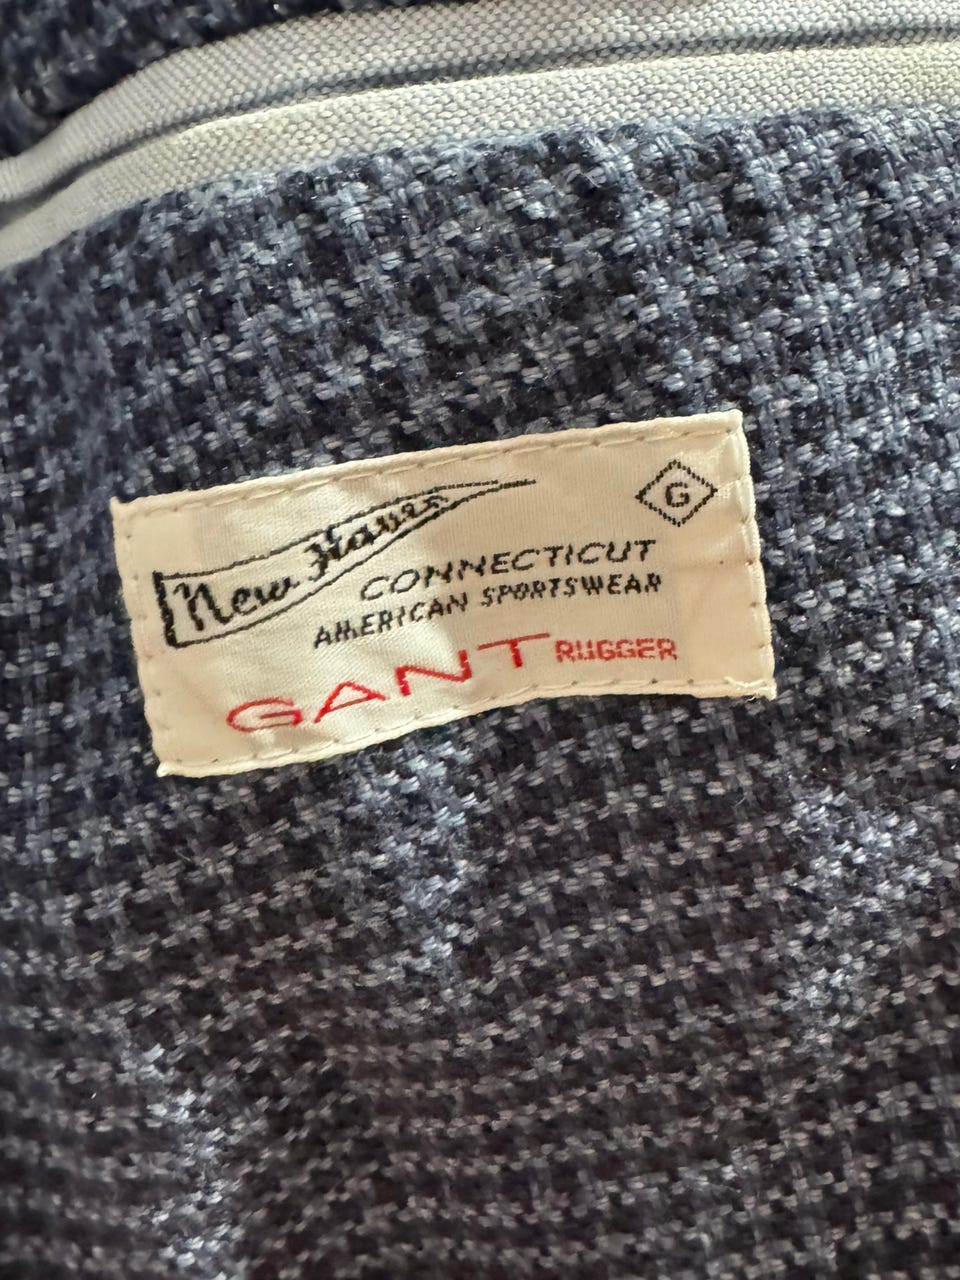 G
New Haven
CONNECTICUT
AMERICAN SPORTSWEAR
GANT RUGGER